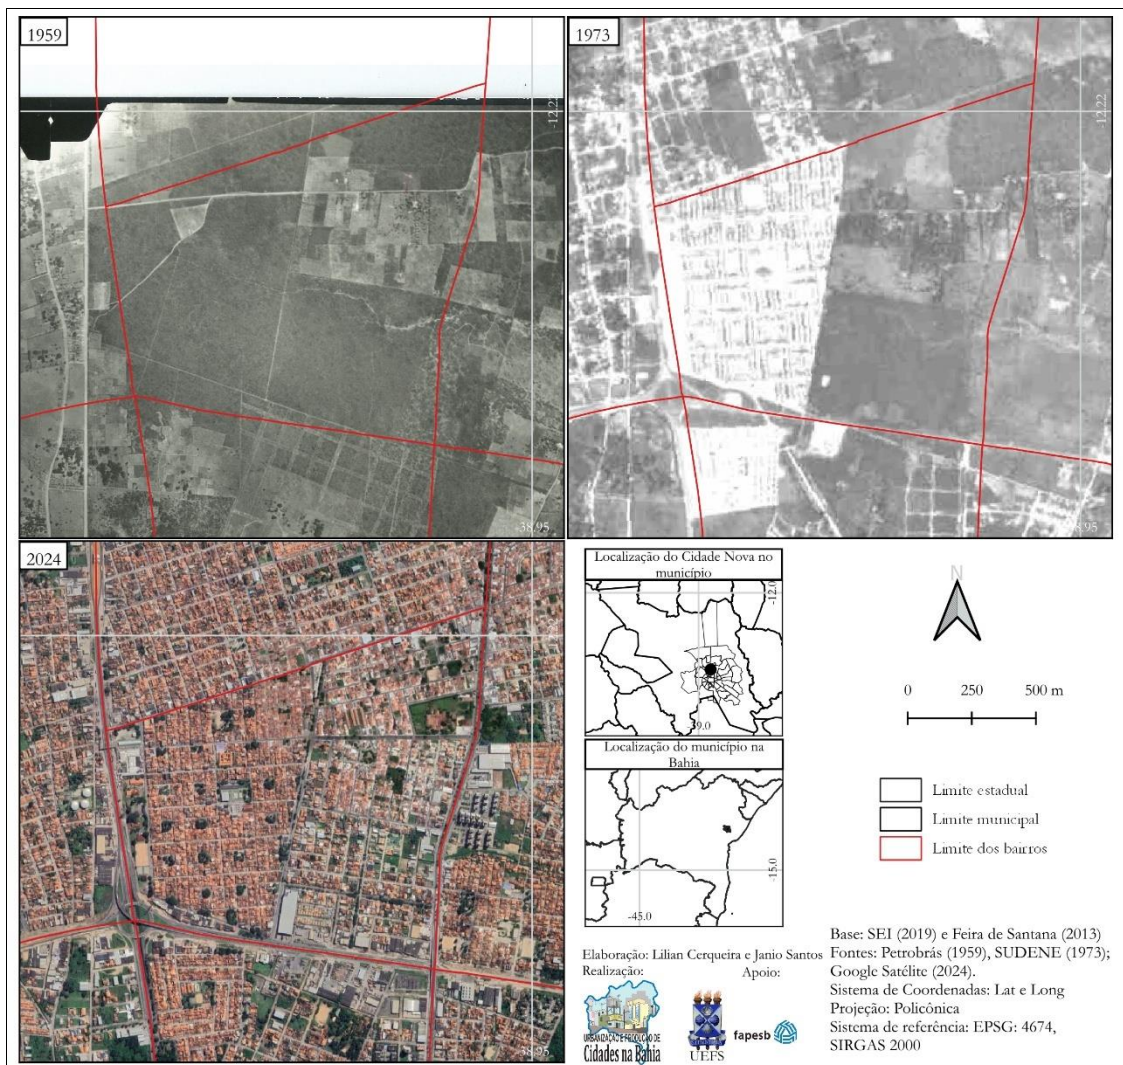 1959
-12.22
-38.95
1973
-12.22
-38.95
2024
-38.95
Localização do Cidade Nova no
município
-12.0
-39.0
Localização do município na
Bahia
-15.0
-45.0
N
0 250 500 m
Limite estadual
Limite municipal
Limite dos bairros
Elaboração: Lilian Cerqueira e Janio Santos
Realização: Apoio:
URBANIZAÇÃO E PRODUÇÃO DE
Cidades na Bahia
UEFS
fapesb
Base: SEI (2019) e Feira de Santana (2013)
Fontes: Petrobrás (1959), SUDENE (1973);
Google Satélite (2024).
Sistema de Coordenadas: Lat e Long
Projeção: Policônica
Sistema de referência: EPSG: 4674,
SIRGAS 2000